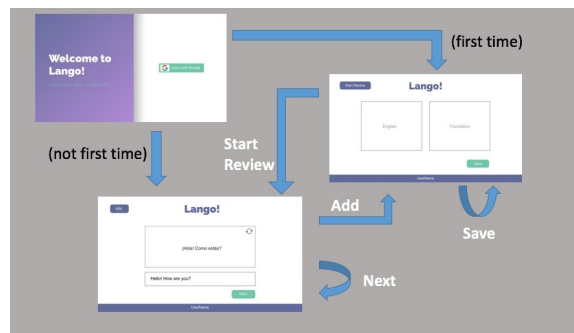 Welcome to
Lango!
Log In with Google
(first time)
Start Review
Lango!
English
Translation
Save
UserName
(not first time)
Start
Review
Add
Save
Add
Lango!
¡Hola! Como estás?
Hello! How are you?
Next
UserName
Next